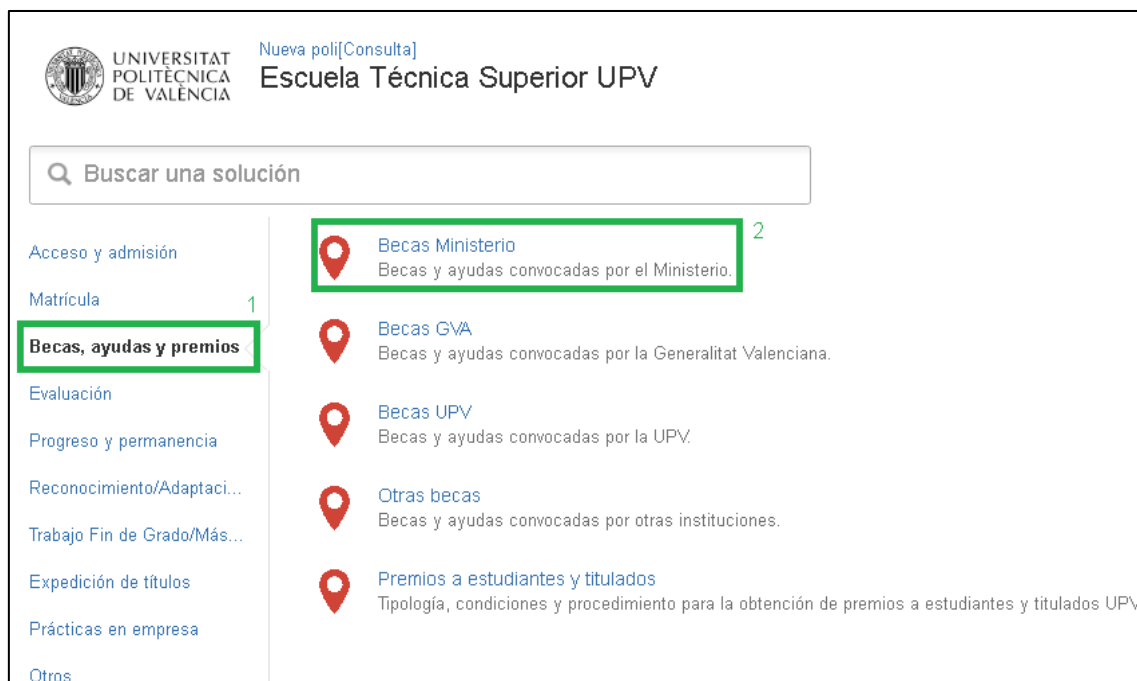 UNIVERSITAT
POLITÈCNICA
DE VALÈNCIA
Nueva poli[Consulta]
Escuela Técnica Superior UPV
Buscar una solución
Acceso y admisión
Matrícula
1
Becas, ayudas y premios
Evaluación
Progreso y permanencia
Reconocimiento/Adaptaci...
Trabajo Fin de Grado/Más...
Expedición de títulos
Prácticas en empresa
Otros
2
Becas Ministerio
Becas y ayudas convocadas por el Ministerio.
Becas GVA
Becas y ayudas convocadas por la Generalitat Valenciana.
Becas UPV
Becas y ayudas convocadas por la UPV.
Otras becas
Becas y ayudas convocadas por otras instituciones.
Premios a estudiantes y titulados
Tipología, condiciones y procedimiento para la obtención de premios a estudiantes y titulados UPV